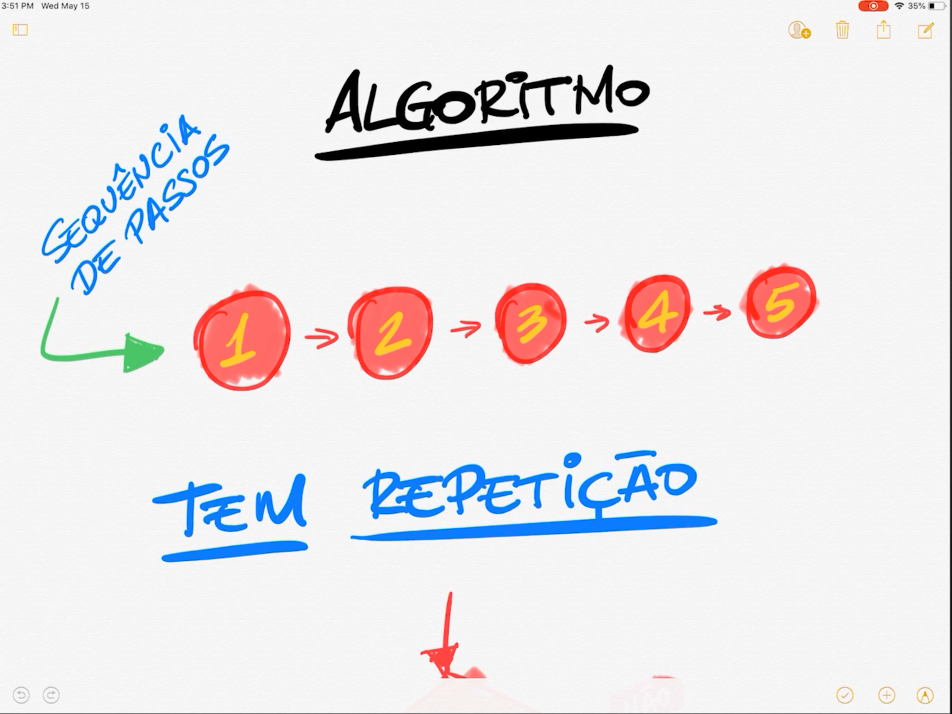 3:51 PM Wed May 15
35%
ALGORITMO
SEQUÊNCIA
DE PASSOS
1 → 2 → 3 → 4 → 5
TEM REPETIÇÃO